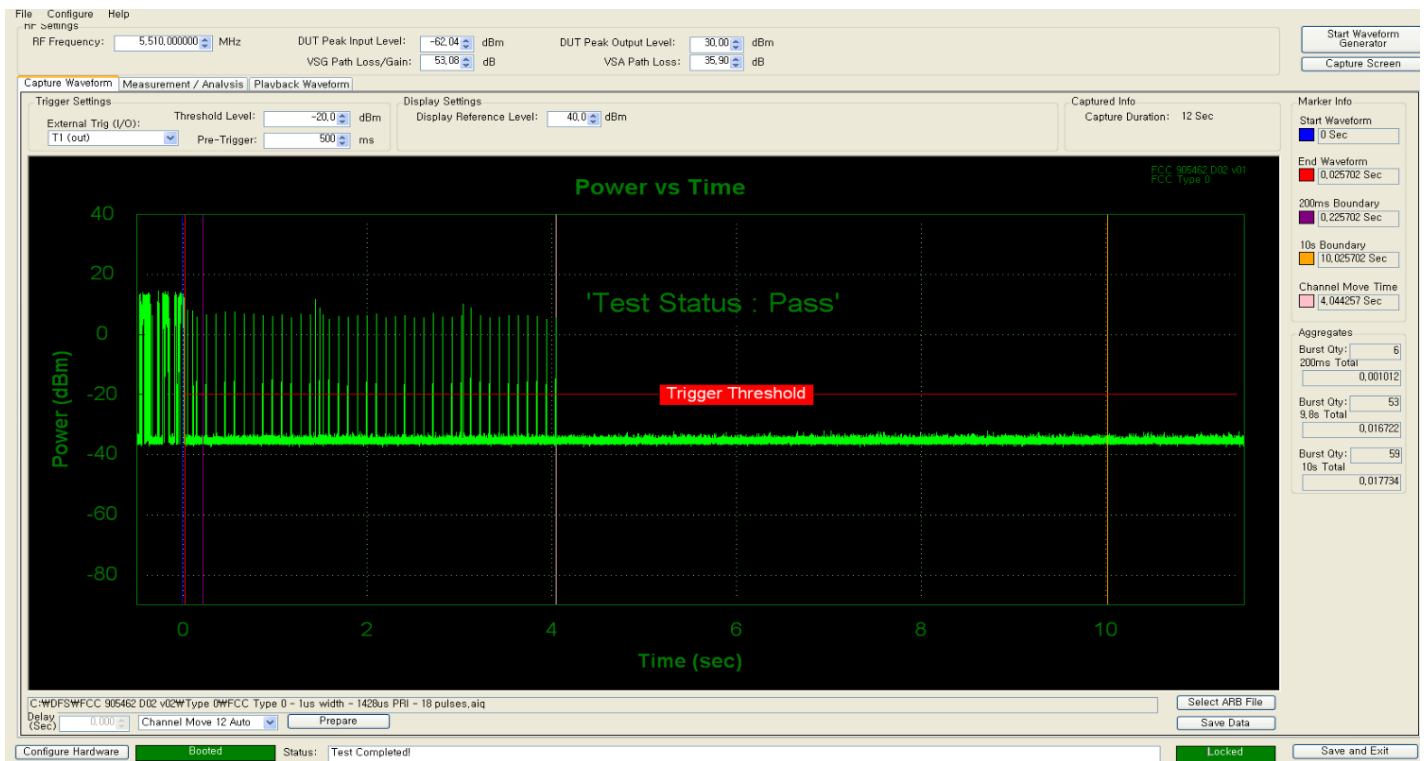 File Configure Help
RF Settings
RF Frequency: 5,510,000000 MHz DUT Peak Input Level: -62,04 dBm DUT Peak Output Level: 30,00 dBm
VSG Path Loss/Gain: 53,08 dB VSA Path Loss: 35,90 dB
Start Waveform Generator
Capture Screen
Capture Waveform Measurement / Analysis Playback Waveform
Trigger Settings
External Trig (I/O): Threshold Level: -20,0 dBm
T1 (out) Pre-Trigger: 500 ms
Display Settings
Display Reference Level: 40,0 dBm
Captured Info
Capture Duration: 12 Sec
Marker Info
Start Waveform
0 Sec
End Waveform
0,025702 Sec
200ms Boundary
0,225702 Sec
10s Boundary
10,025702 Sec
Channel Move Time
4,044257 Sec
Aggregates
Burst Qty: 6
200ms Total
0,001012
Burst Qty: 53
9,8s Total
0,016722
Burst Qty: 59
10s Total
0,017734
FCC 905462 D02 v01
FCC Type 0
Power vs Time
40
20
0
-20
-40
-60
-80
Power (dBm)
'Test Status : Pass'
Trigger Threshold
0 2 4 6 8 10
Time (sec)
C:₩DFS₩FCC 905462 D02 v02₩Type 0₩FCC Type 0 - 1us width - 1428us PRI - 18 pulses,aiq
Select ARB File
Delay (Sec) 0,000 Channel Move 12 Auto Prepare
Save Data
Configure Hardware Booted Status: Test Completed! Locked Save and Exit